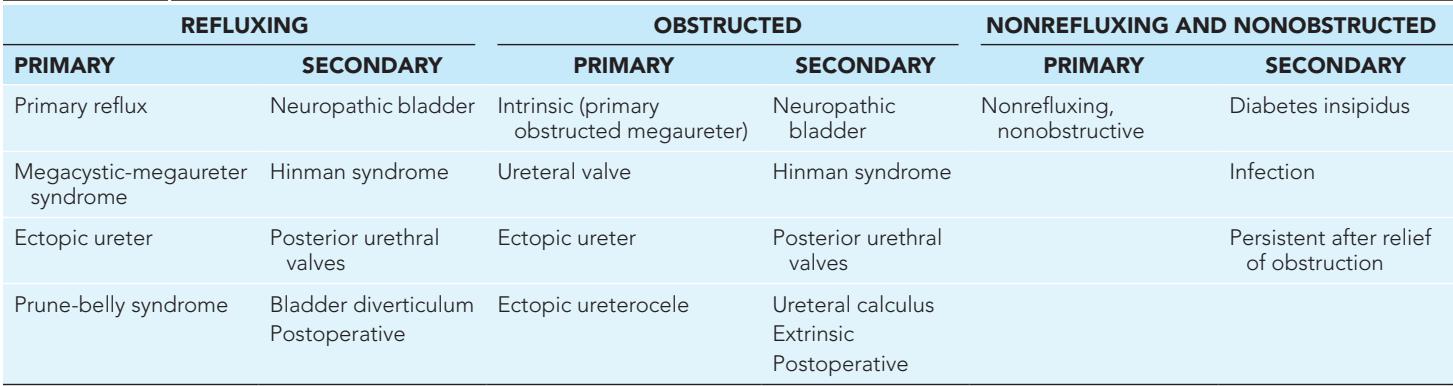 REFLUXING OBSTRUCTED NONREFLUXING AND NONOBSTRUCTED
PRIMARY SECONDARY PRIMARY SECONDARY PRIMARY SECONDARY
Primary reflux Neuropathic bladder Intrinsic (primary Neuropathic Nonrefluxing, Diabetes insipidus
obstructed megaureter) bladder nonobstructive
Megacystic-megaureter Hinman syndrome Ureteral valve Hinman syndrome Infection
syndrome
Ectopic ureter Posterior urethral Ectopic ureter Posterior urethral Persistent after relief
valves valves of obstruction
Prune-belly syndrome Bladder diverticulum Ectopic ureterocele Ureteral calculus
Postoperative Extrinsic
Postoperative